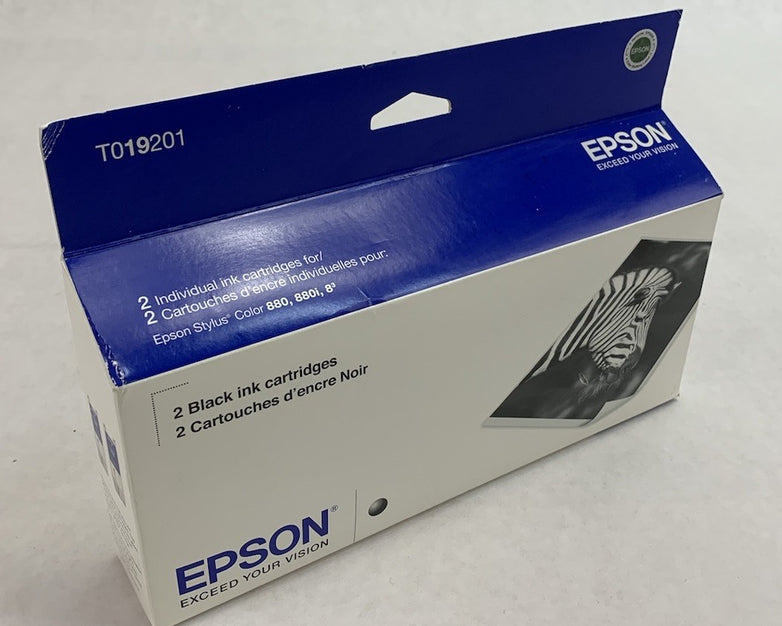 T019201
EPSON
EPSON®
EXCEED YOUR VISION
2 Individual ink cartridges for/
2 Cartouches d'encre individuelles pour:
Epson Stylus® Color 880, 880i, 8³
2 Black ink cartridges
2 Cartouches d'encre Noir
EPSON®
EXCEED YOUR VISION